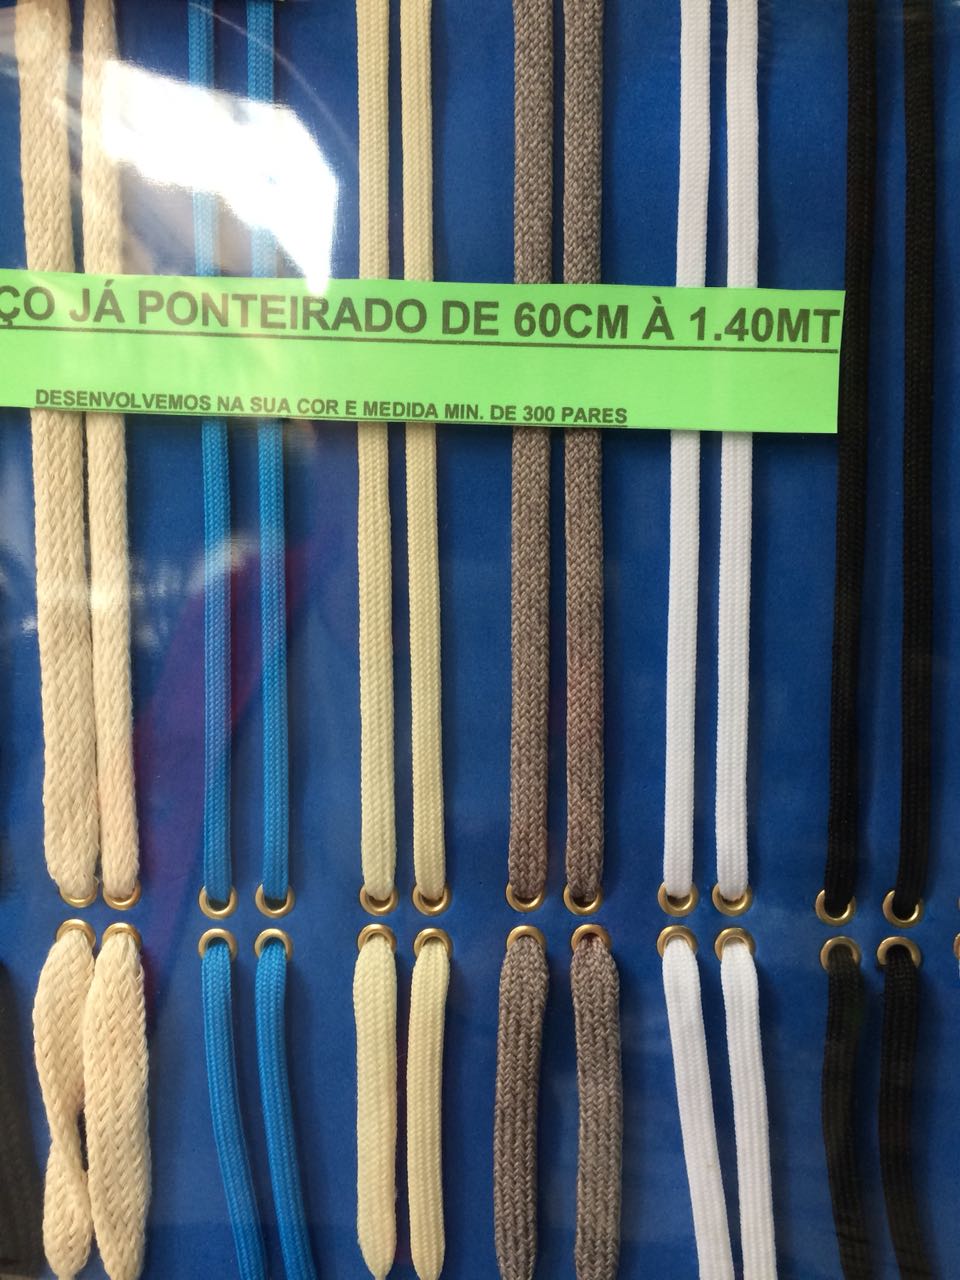 ÇO JÁ PONTEIRADO DE 60CM À 1.40MT
DESENVOLVEMOS NA SUA COR E MEDIDA MIN. DE 300 PARES